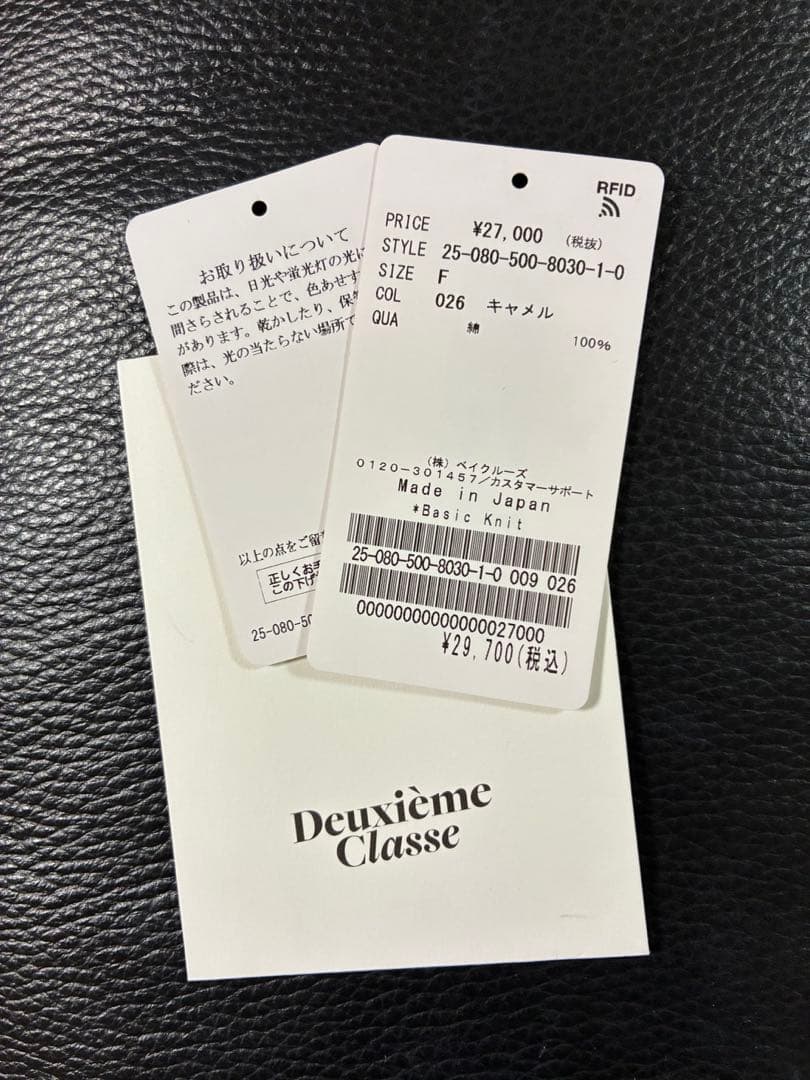 お取り扱いについて
この製品は、日光や蛍光灯の光に
間さらされることで、色あせす
があります。乾かしたり、保
際は、光の当たらない場所で
ださい。
以上の点をご留
正しくお手
この下げ
25-080-50
RFID
PRICE ¥27,000 (税抜)
STYLE 25-080-500-8030-1-0
SIZE F
COL 026 キャメル
QUA 綿 100%
(株) ベイクルーズ
0120-301457/カスタマーサポート
Made in Japan
*Basic Knit
25-080-500-8030-1-0 009 026
00000000000000027000
¥29,700(税込)
Deuxième
Classe